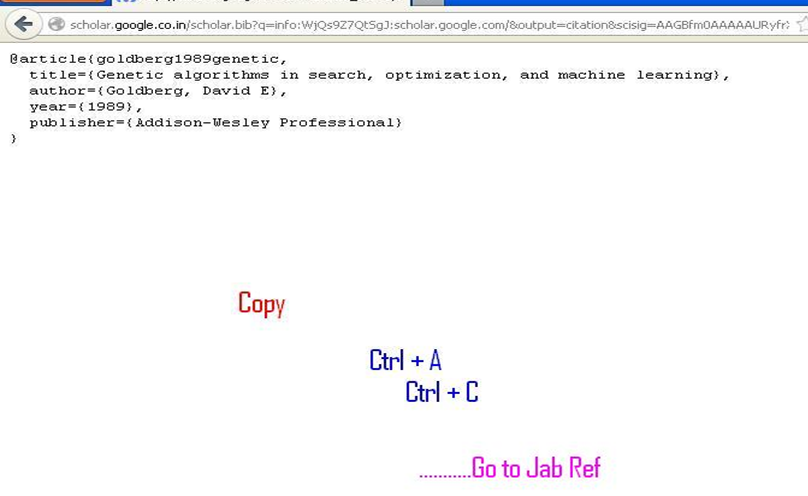 scholar.google.co.in/scholar.bib?q=info:WjQs9Z7QtSgJ:scholar.google.com/&output=citation&scisig=AAGBfm0AAAAAURyfr
@article{goldberg1989genetic,
title={Genetic algorithms in search, optimization, and machine learning},
author={Goldberg, David E},
year={1989},
publisher={Addison-Wesley Professional}
}
Copy
Ctrl + A
Ctrl + C
...........Go to Jab Ref